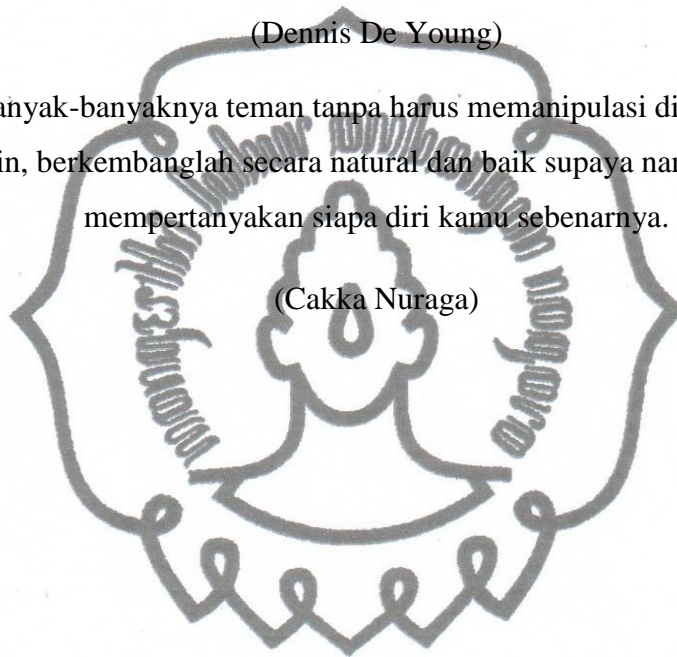 (Dennis De Young)
anyak-banyaknya teman tanpa harus memanipulasi di
in, berkembanglah secara natural dan baik supaya nan
mempertanyakan siapa diri kamu sebenarnya.
(Cakka Nuraga)